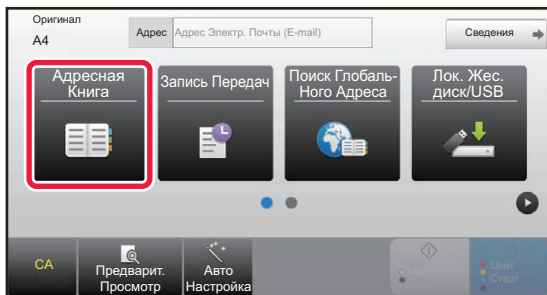 Оригинал
A4
Адрес
Адрес Электр. Почты (E-mail)
Сведения
Адресная
Книга
Запись Передач
Поиск Глобаль-
Ного Адреса
Лок. Жес.
диск/USB
CA
Предварит.
Просмотр
Авто
Настройка
Ч/Б
Старт
Цвет
Старт